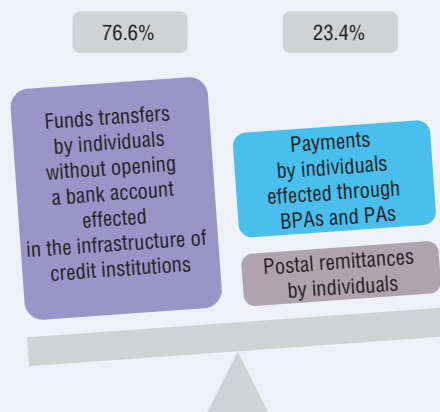 76.6%
23.4%
Funds transfers
by individuals
without opening
a bank account
effected
in the infrastructure of
credit institutions
Payments
by individuals
effected through
BPAs and PAs
Postal remittances
by individuals